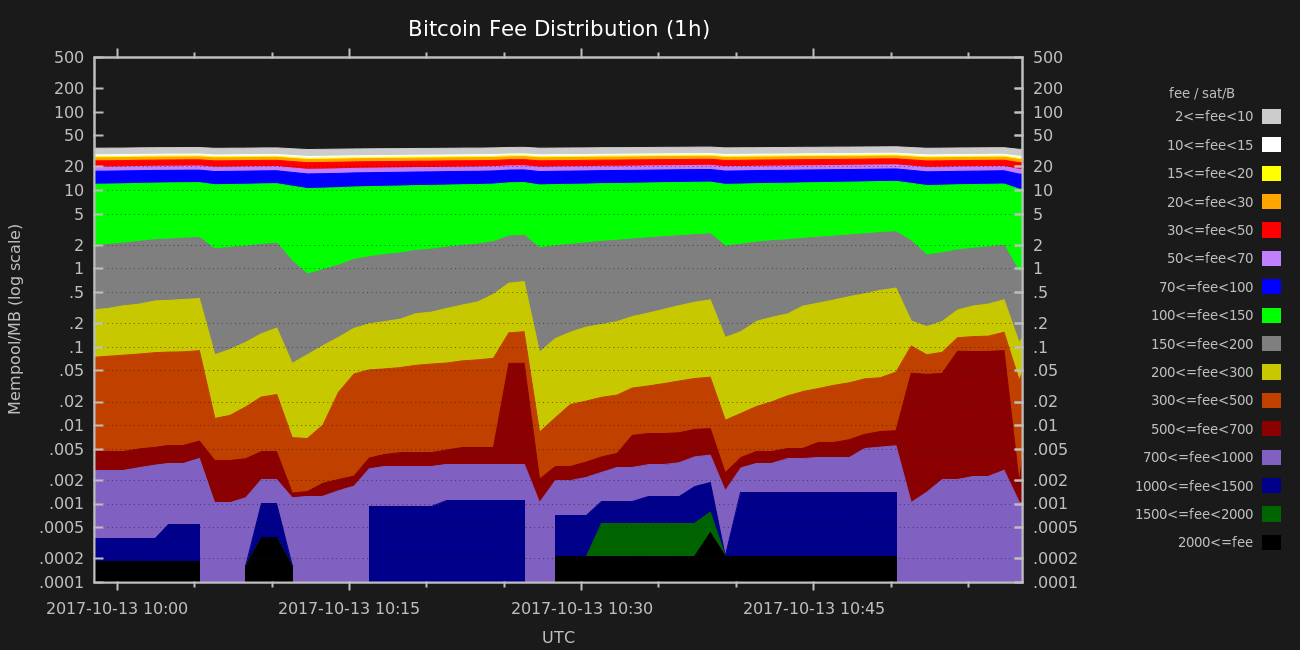 Bitcoin Fee Distribution (1h)
500 500
200 200
100 100
50 50
20 20
10 10
5 5
2 2
1 1
.5 .5
.2 .2
.1 .1
.05 .05
.02 .02
.01 .01
.005 .005
.002 .002
.001 .001
.0005 .0005
.0002 .0002
.0001 .0001
Mempool/MB (log scale)
2017-10-13 10:00 2017-10-13 10:15 2017-10-13 10:30 2017-10-13 10:45
UTC
fee / sat/B
2<=fee<10
10<=fee<15
15<=fee<20
20<=fee<30
30<=fee<50
50<=fee<70
70<=fee<100
100<=fee<150
150<=fee<200
200<=fee<300
300<=fee<500
500<=fee<700
700<=fee<1000
1000<=fee<1500
1500<=fee<2000
2000<=fee